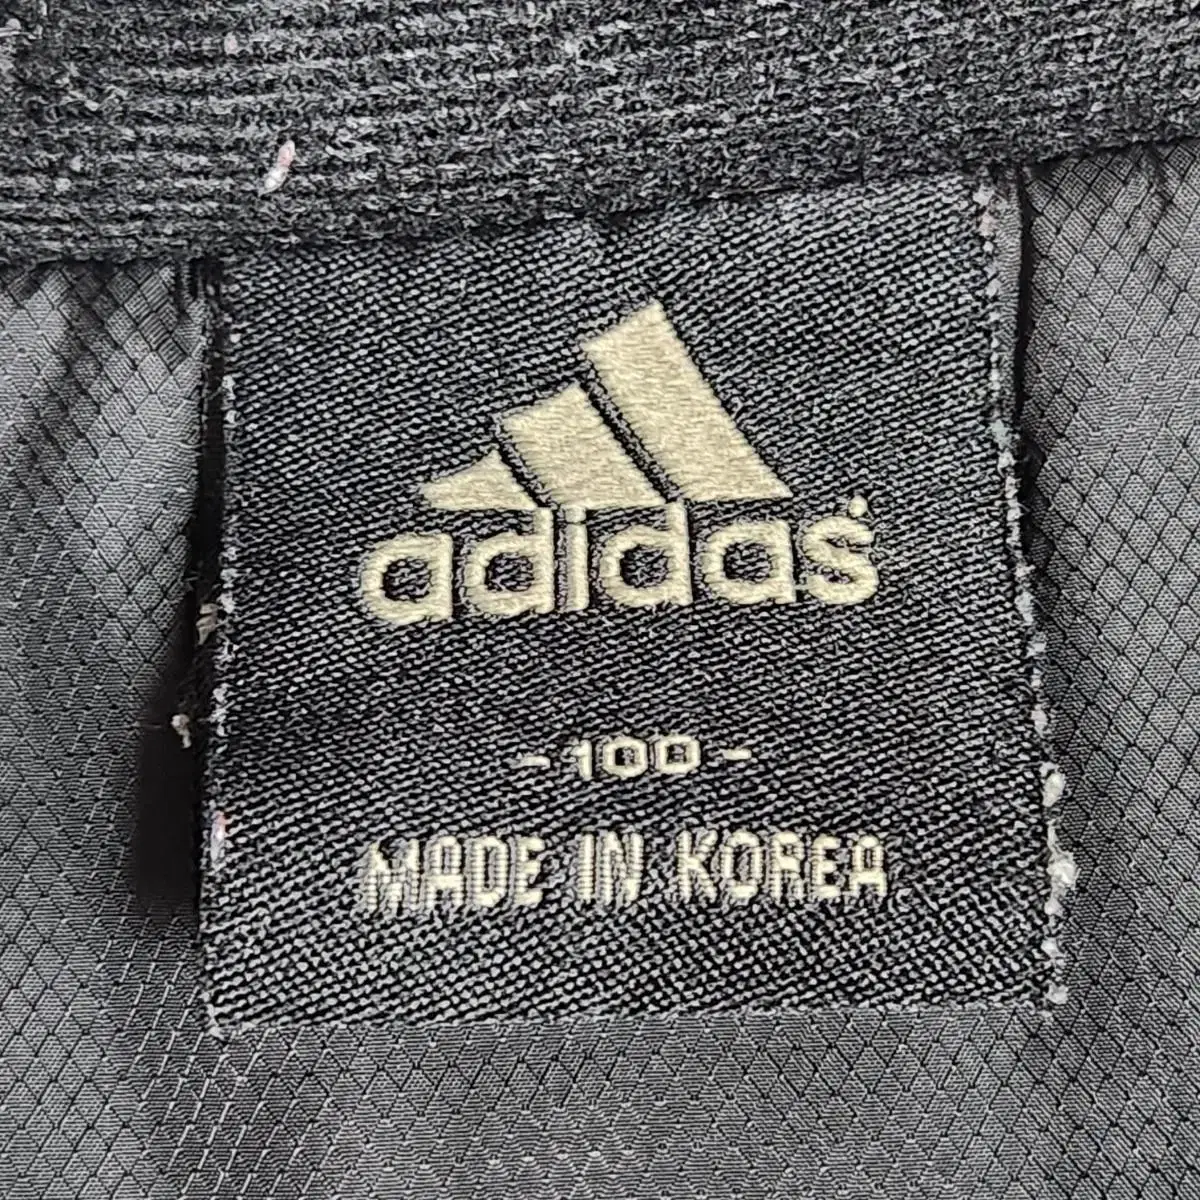 adidas
- 100 -
MADE IN KOREA